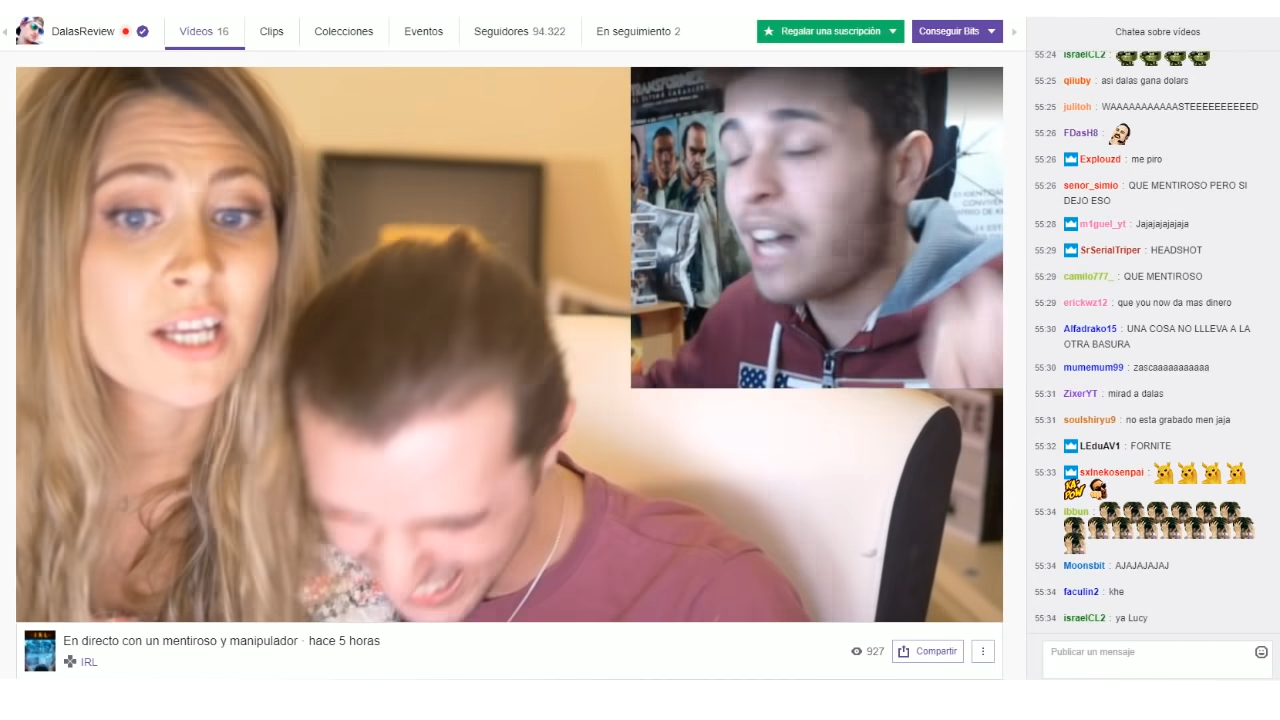 DalasReview
Vídeos 16
Clips
Colecciones
Eventos
Seguidores 94.322
En seguimiento 2
Regalar una suscripción
Conseguir Bits
Chatea sobre vídeos
55:24 israelCL2 :
55:25 qiiuby : asi dalas gana dolars
55:25 julitoh : WAAAAAAAAAAASTEEEEEEEEEED
55:26 FDasH8 :
55:26 Explouzd : me piro
55:26 senor_simio : QUE MENTIROSO PERO SI
DEJO ESO
55:28 m1guel_yt : Jajajajajajaja
55:29 SrSerialTriper : HEADSHOT
55:29 camilo777_ : QUE MENTIROSO
55:29 erickwz12 : que you now da mas dinero
55:30 Alfadrako15 : UNA COSA NO LLLEVA A LA
OTRA BASURA
55:30 mumemum99 : zascaaaaaaaaaaa
55:31 ZixerYT : mirad a dalas
55:31 soulshiryu9 : no esta grabado men jaja
55:32 LEduAV1 : FORNITE
55:33 sxlnekosenpai :
KA-
POW
55:34 ibbun :
55:34 Moonsbit : AJAJAJAJAJ
55:34 faculin2 : khe
55:34 israelCL2 : ya Lucy
Publicar un mensaje
TRANSFORMERS
En directo con un mentiroso y manipulador · hace 5 horas
IRL
927
Compartir